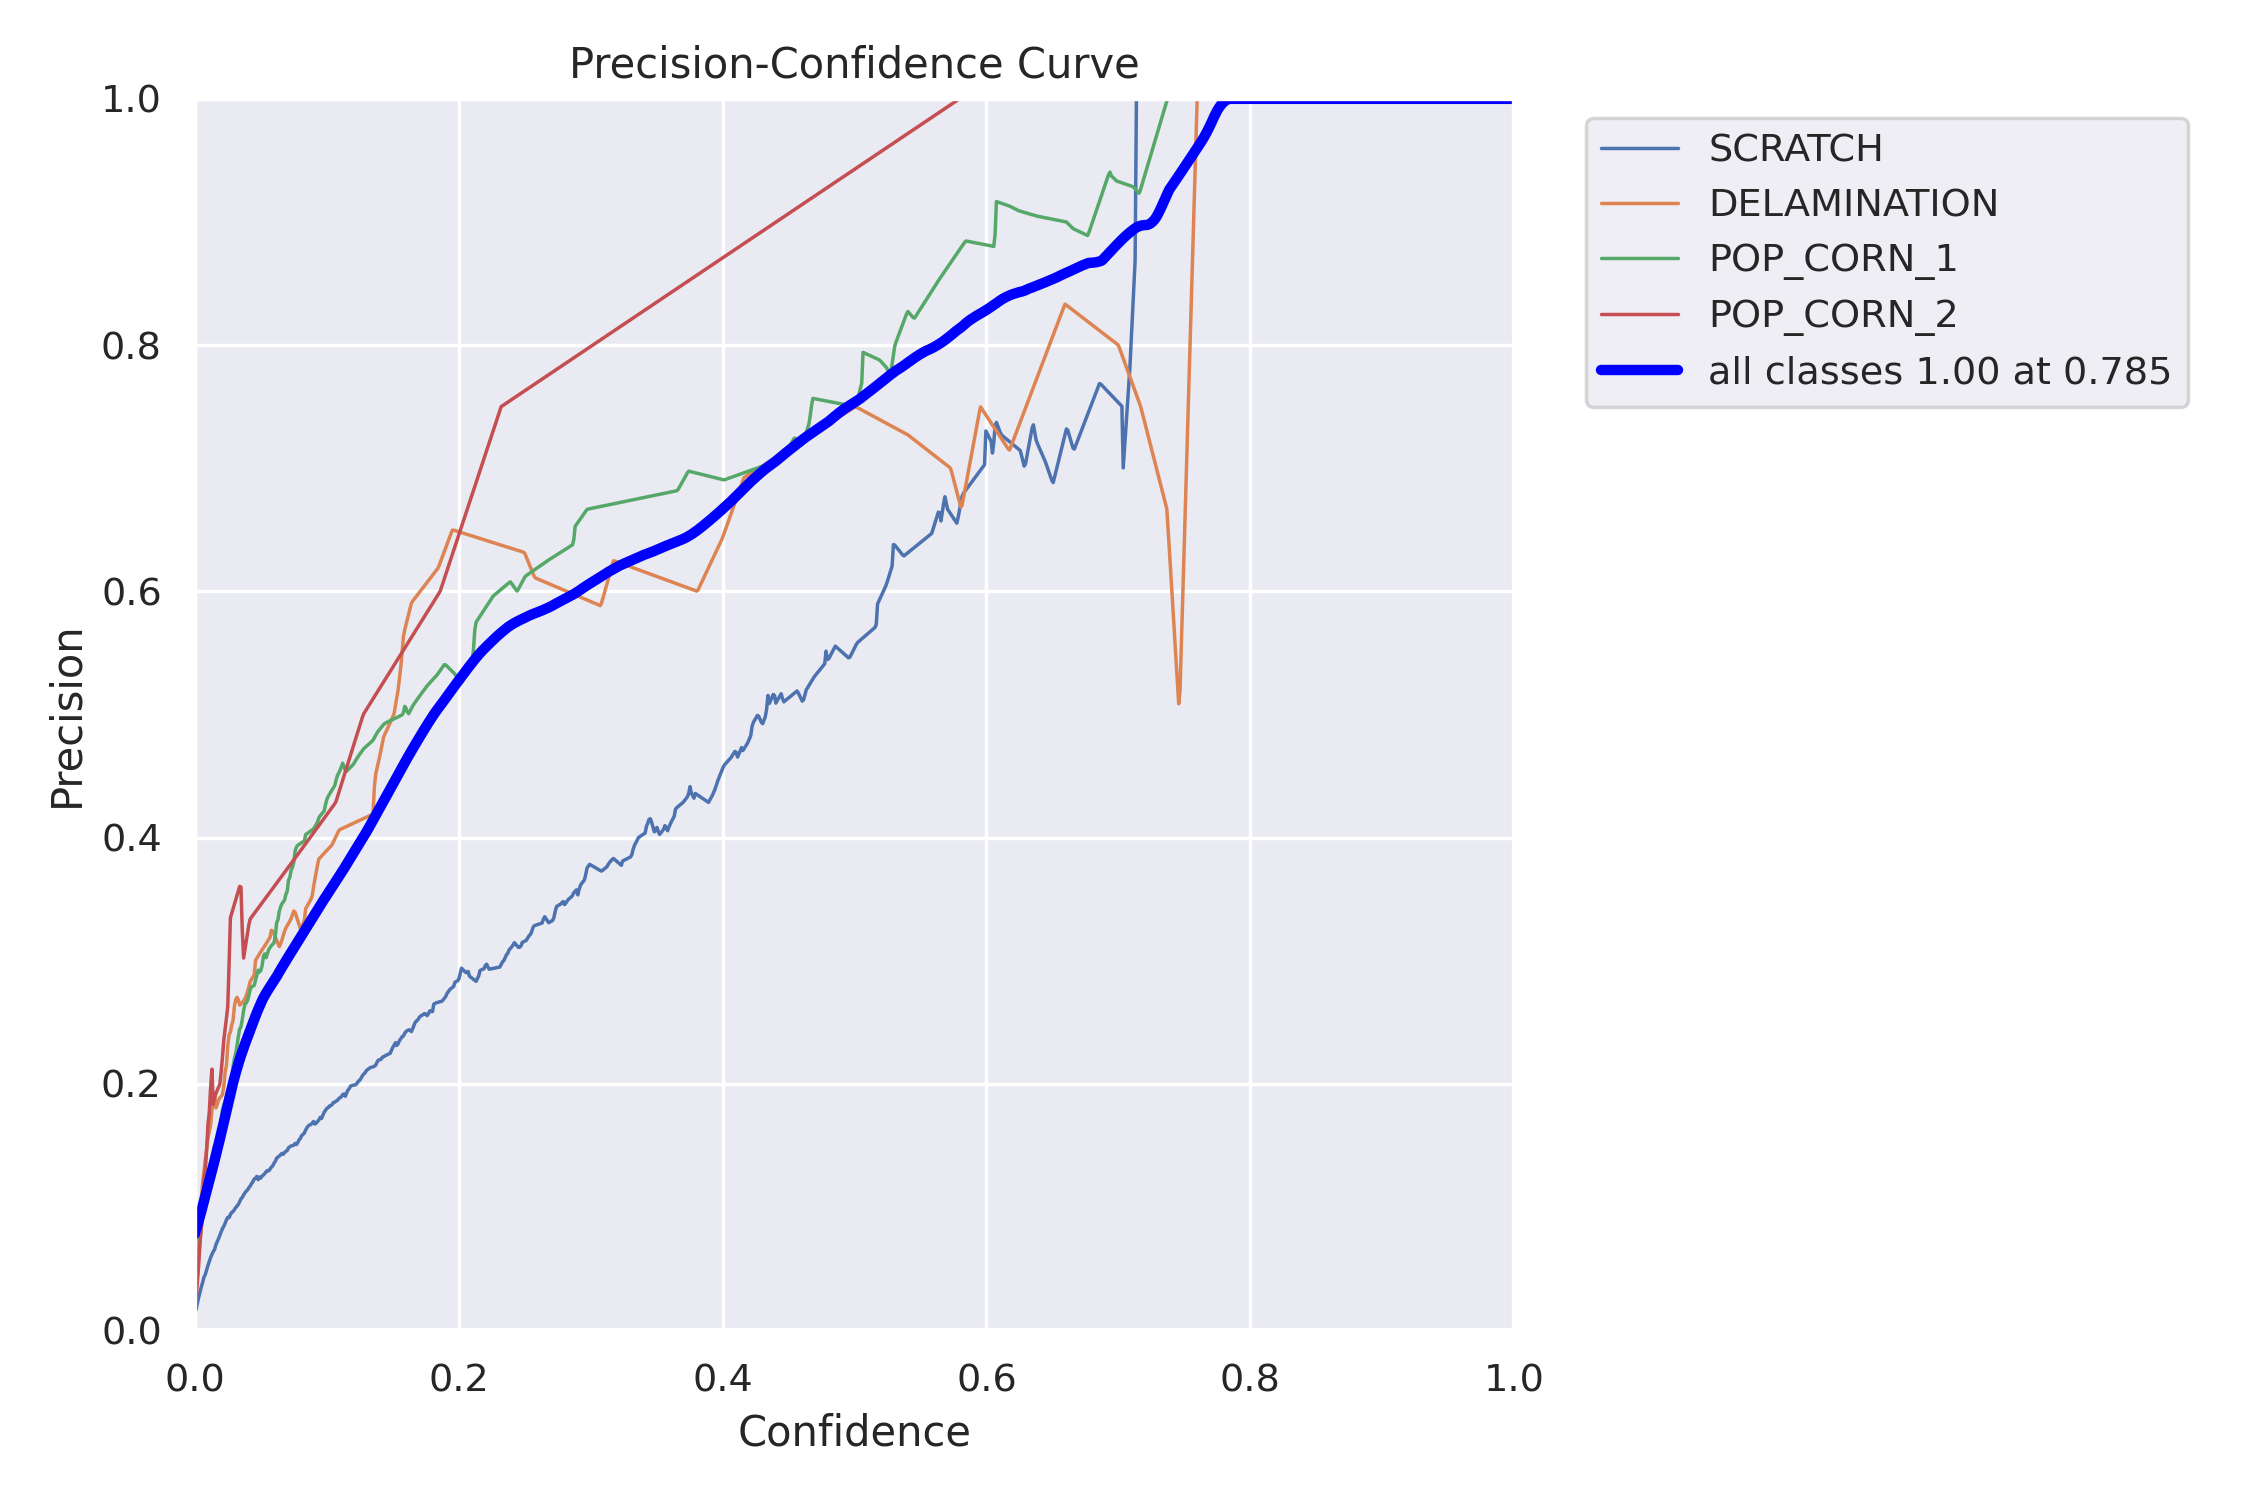 Precision-Confidence Curve
1.0
0.8
0.6
0.4
0.2
0.0
Precision
0.0 0.2 0.4 0.6 0.8 1.0
Confidence
SCRATCH
DELAMINATION
POP_CORN_1
POP_CORN_2
all classes 1.00 at 0.785